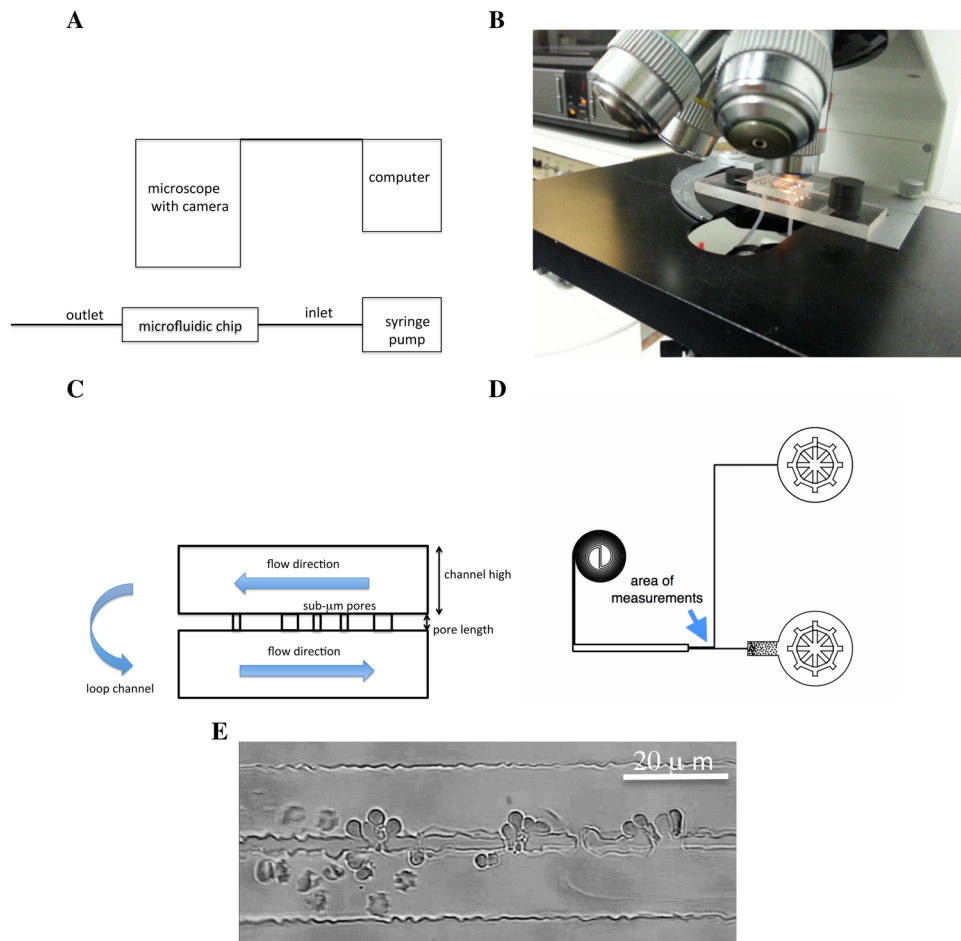 A
B
microscope
with camera
computer
outlet
microfluidic chip
inlet
syringe
pump
C
D
flow direction
channel high
sub-μm pores
pore length
flow direction
loop channel
area of
measurements
E
20 μ m